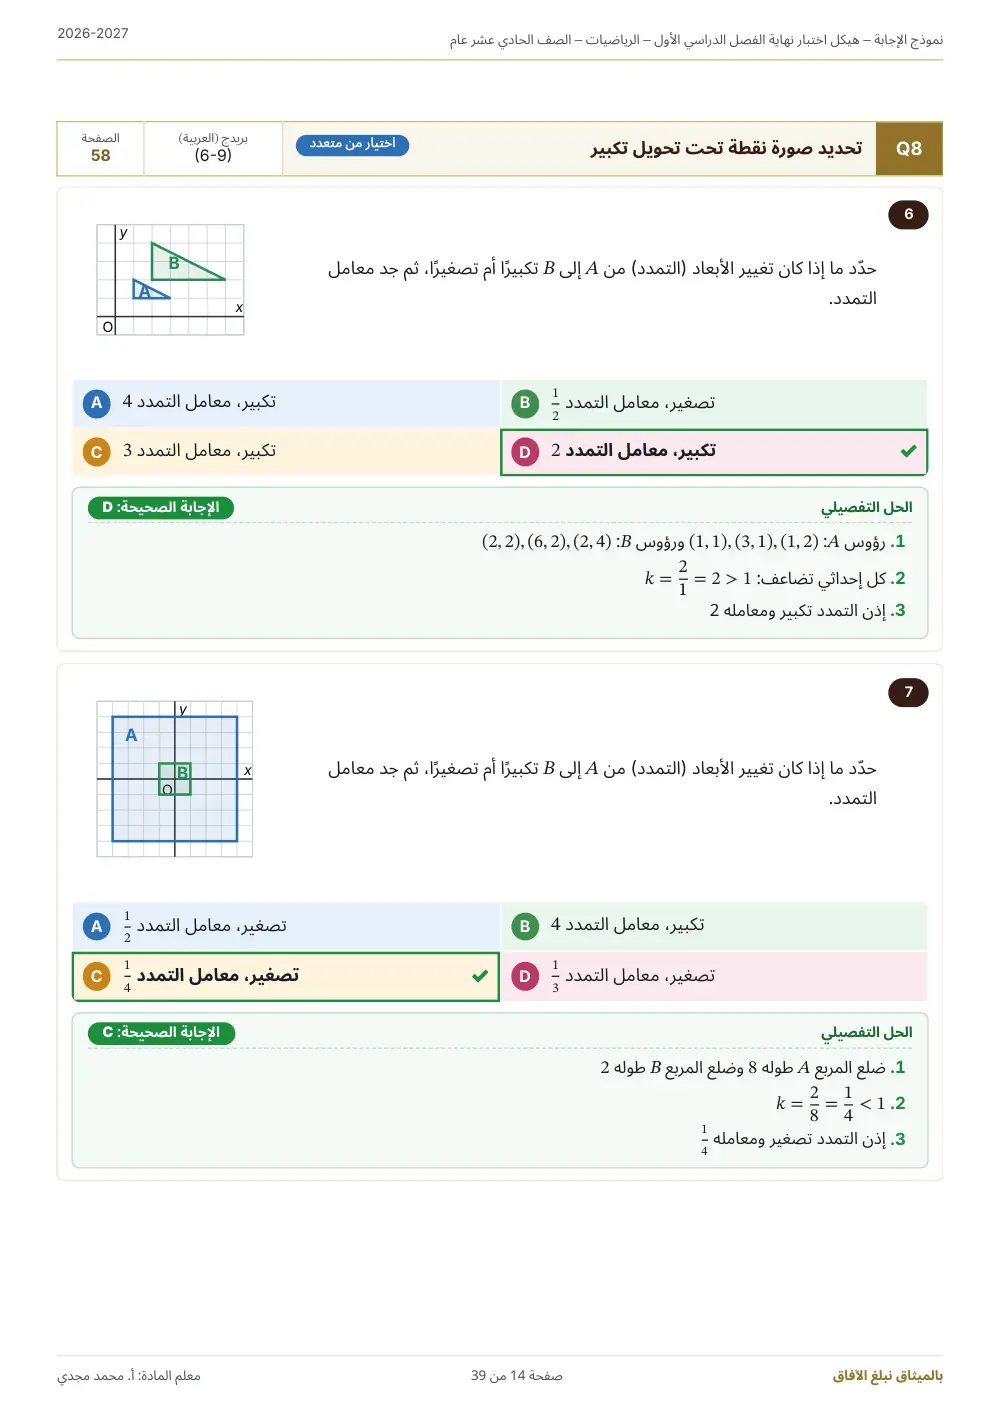 نموذج الإجابة – هيكل اختبار نهاية الفصل الدراسي الأول – الرياضيات – الصف الحادي عشر عام
2026-2027
Q8
تحديد صورة نقطة تحت تحويل تكبير
اختيار من متعدد
بريدج (العربية)
(6-9)
الصفحة
58
6
حدّد ما إذا كان تغيير الأبعاد (التمدد) من A إلى B تكبيرًا أم تصغيرًا، ثم جد معامل
التمدد.
y
B
A
x
O
A تكبير، معامل التمدد 4
B تصغير، معامل التمدد 1/2
C تكبير، معامل التمدد 3
D تكبير، معامل التمدد 2 ✔
الحل التفصيلي
الإجابة الصحيحة: D
1. رؤوس A: (1, 1), (3, 1), (1, 2) ورؤوس B: (2, 2), (6, 2), (2, 4)
2. كل إحداثي تضاعف: k = 2/1 = 2 > 1
3. إذن التمدد تكبير ومعامله 2
7
حدّد ما إذا كان تغيير الأبعاد (التمدد) من A إلى B تكبيرًا أم تصغيرًا، ثم جد معامل
التمدد.
y
A
B
x
O
A تصغير، معامل التمدد 1/2
B تكبير، معامل التمدد 4
C تصغير، معامل التمدد 1/4 ✔
D تصغير، معامل التمدد 1/3
الحل التفصيلي
الإجابة الصحيحة: C
1. ضلع المربع A طوله 8 وضلع المربع B طوله 2
2. k = 2/8 = 1/4 < 1
3. إذن التمدد تصغير ومعامله 1/4
بالميثاق نبلغ الآفاق
صفحة 14 من 39
معلم المادة: أ. محمد مجدي